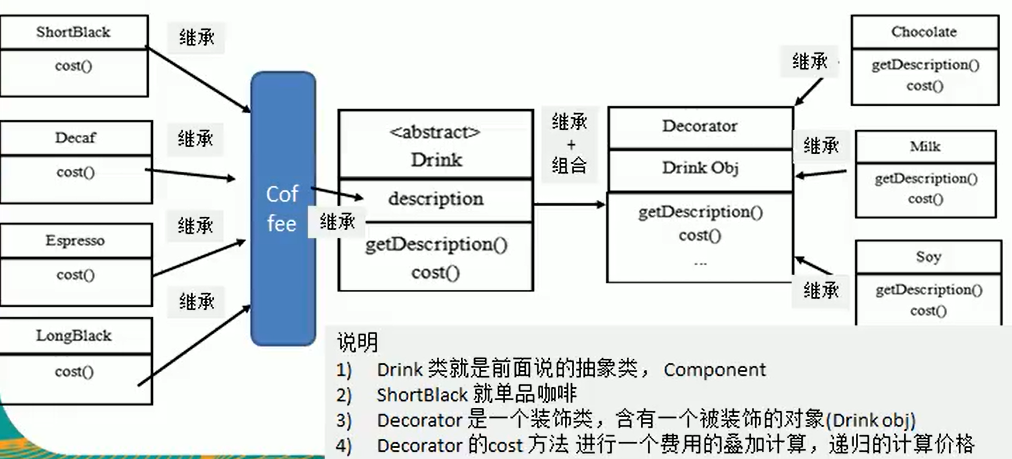 ShortBlack
cost()
继承
Decaf
cost()
继承
Espresso
cost()
继承
LongBlack
cost()
继承
Cof
fee
继承
<abstract>
Drink
description
getDescription()
cost()
继承
+
组合
Decorator
Drink Obj
getDescription()
cost()
...
继承
Chocolate
getDescription()
cost()
继承
Milk
getDescription()
cost()
继承
Soy
getDescription()
cost()
说明
1) Drink 类就是前面说的抽象类， Component
2) ShortBlack 就单品咖啡
3) Decorator 是一个装饰类，含有一个被装饰的对象(Drink obj)
4) Decorator 的cost 方法 进行一个费用的叠加计算，递归的计算价格